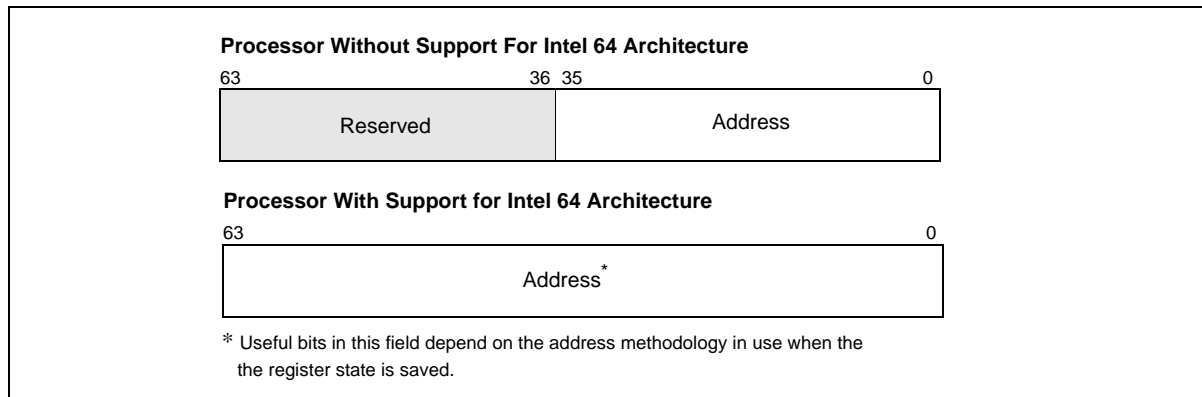 Processor Without Support For Intel 64 Architecture
63 36 35 0
Reserved Address
Processor With Support for Intel 64 Architecture
63 0
Address*
* Useful bits in this field depend on the address methodology in use when the
the register state is saved.